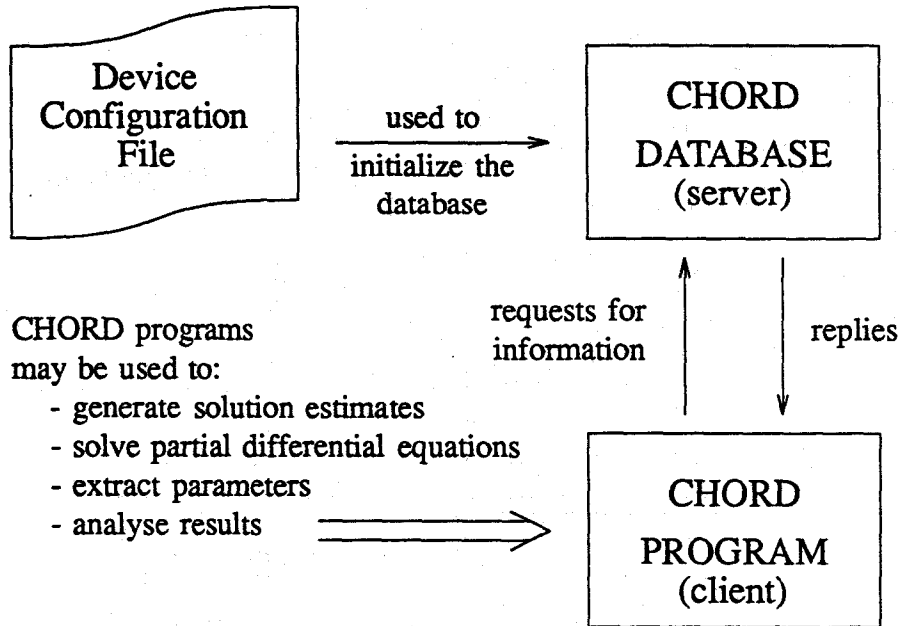 Device
Configuration
File
used to
initialize the
database
CHORD
DATABASE
(server)
requests for
information
replies
CHORD programs
may be used to:
- generate solution estimates
- solve partial differential equations
- extract parameters
- analyse results
CHORD
PROGRAM
(client)